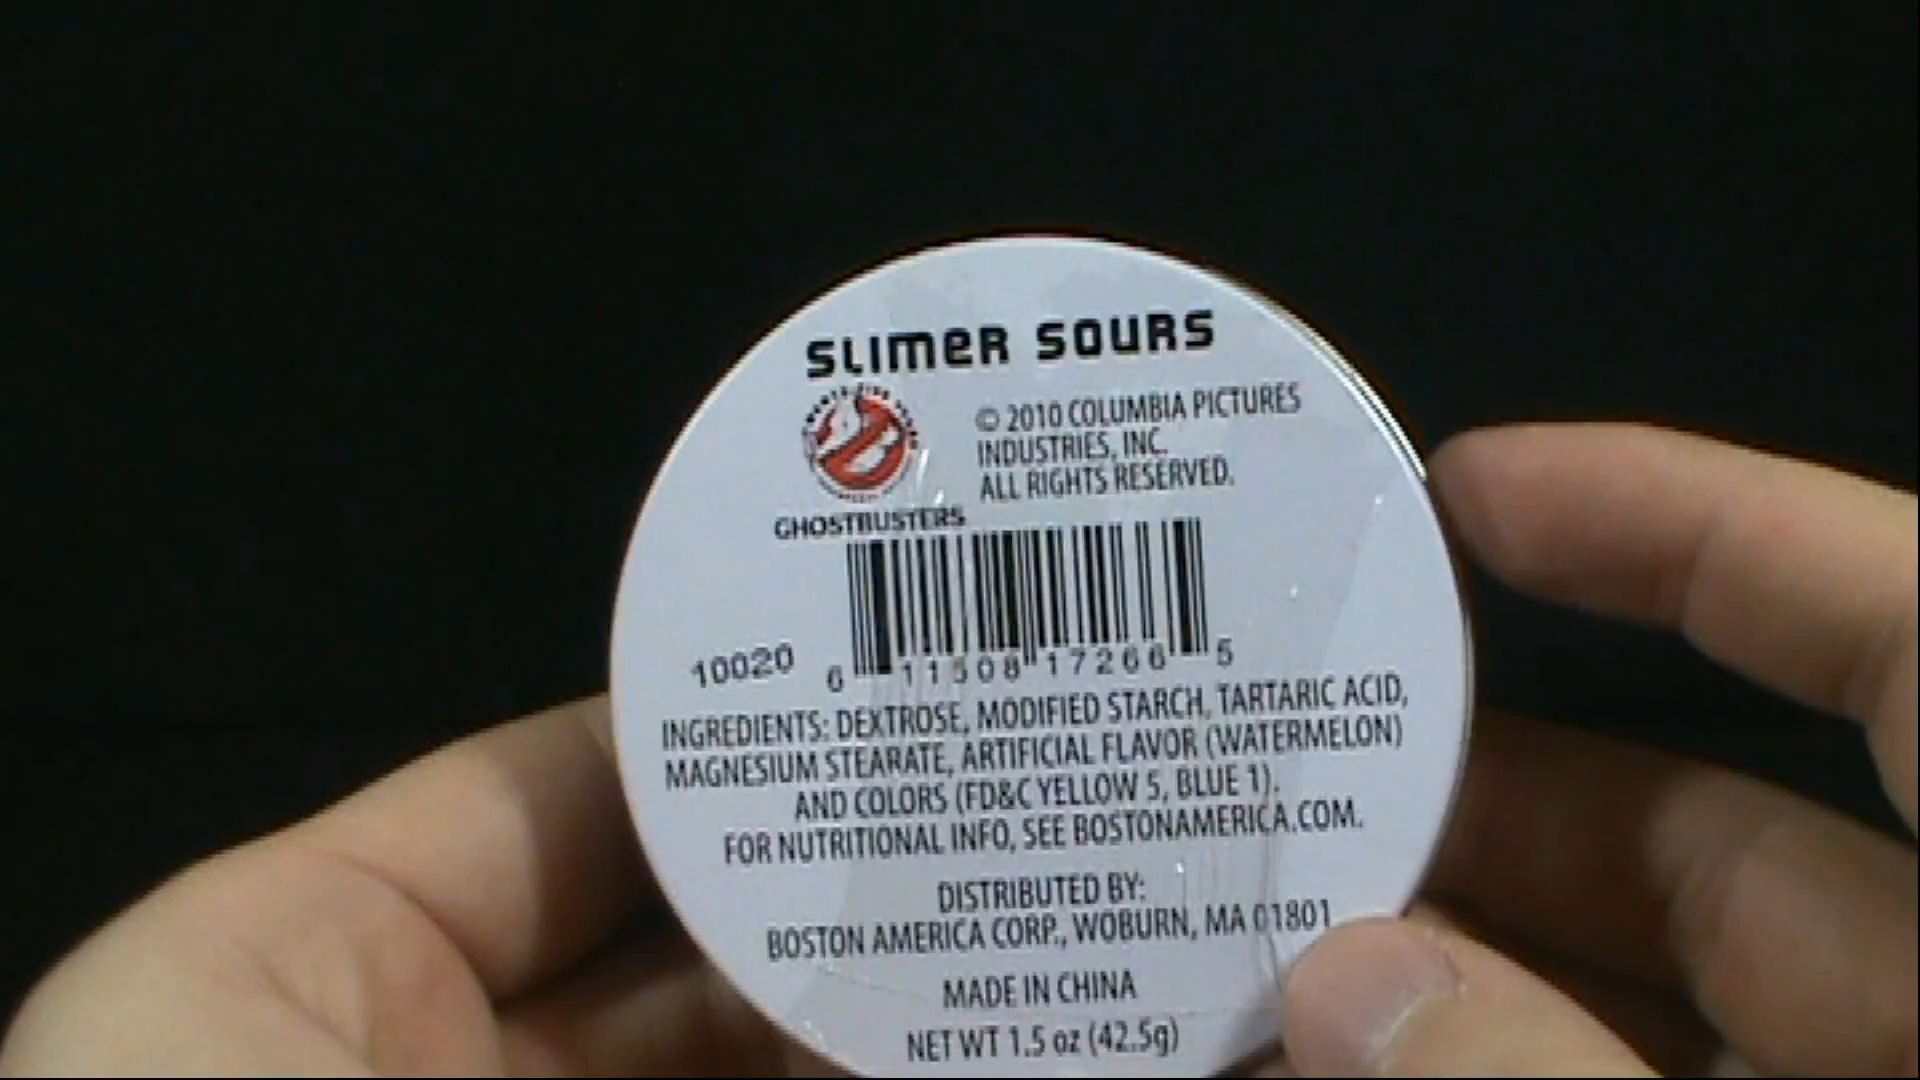 SLIMER SOURS
© 2010 COLUMBIA PICTURES
INDUSTRIES, INC.
ALL RIGHTS RESERVED.
GHOSTBUSTERS
10020
6 11508 17266 5
INGREDIENTS: DEXTROSE, MODIFIED STARCH, TARTARIC ACID,
MAGNESIUM STEARATE, ARTIFICIAL FLAVOR (WATERMELON)
AND COLORS (FD&C YELLOW 5, BLUE 1).
FOR NUTRITIONAL INFO, SEE BOSTONAMERICA.COM.
DISTRIBUTED BY:
BOSTON AMERICA CORP., WOBURN, MA 01801
MADE IN CHINA
NET WT 1.5 oz (42.5g)